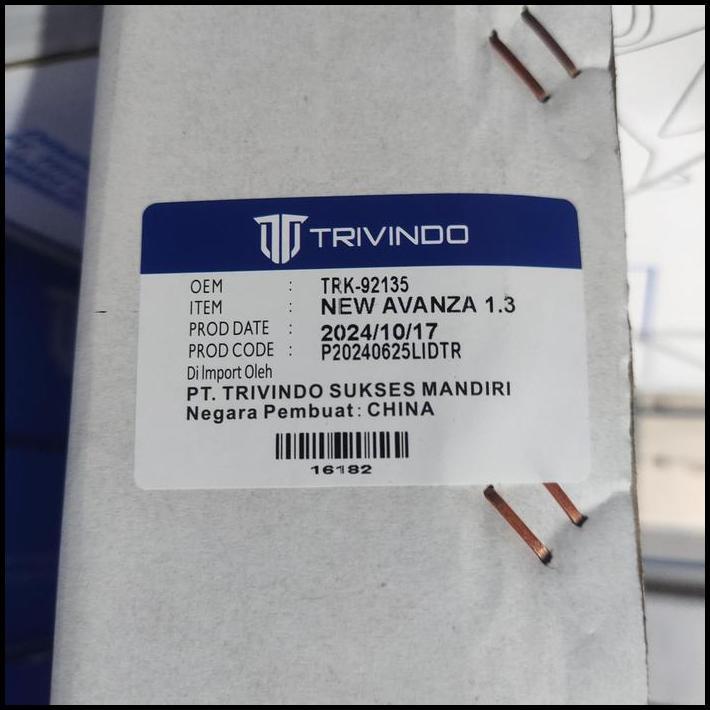 TRIVINDO
OEM : TRK-92135
ITEM : NEW AVANZA 1.3
PROD DATE : 2024/10/17
PROD CODE : P20240625LIDTR
Di Import Oleh
PT. TRIVINDO SUKSES MANDIRI
Negara Pembuat: CHINA
16182